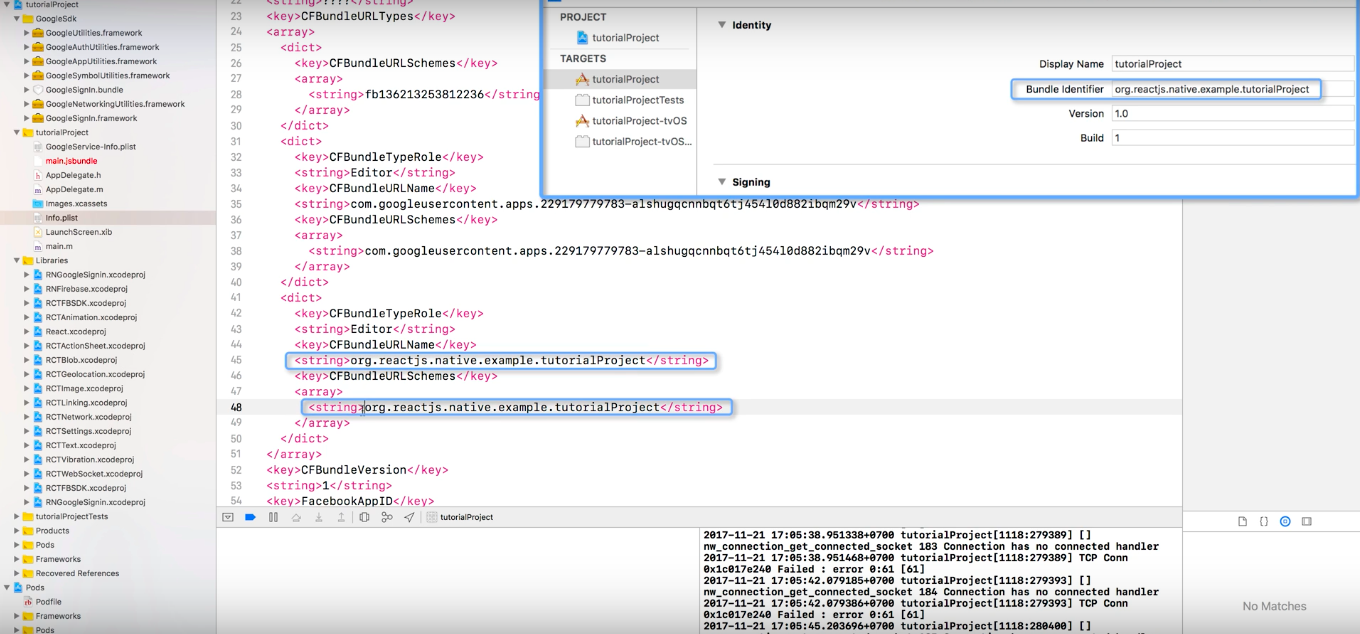 tutorialProject
GoogleSdk
GoogleUtilities.framework
GoogleAuthUtilities.framework
GoogleAppUtilities.framework
GoogleSymbolUtilities.framework
GoogleSignIn.bundle
GoogleNetworkingUtilities.framework
GoogleSignIn.framework
tutorialProject
GoogleService-Info.plist
main.jsbundle
AppDelegate.h
AppDelegate.m
Images.xcassets
Info.plist
LaunchScreen.xib
main.m
Libraries
RNGoogleSignin.xcodeproj
RNFirebase.xcodeproj
RCTFBSDK.xcodeproj
RCTAnimation.xcodeproj
React.xcodeproj
RCTActionSheet.xcodeproj
RCTBlob.xcodeproj
RCTGeolocation.xcodeproj
RCTImage.xcodeproj
RCTLinking.xcodeproj
RCTNetwork.xcodeproj
RCTSettings.xcodeproj
RCTText.xcodeproj
RCTVibration.xcodeproj
RCTWebSocket.xcodeproj
RCTFBSDK.xcodeproj
RNGoogleSignin.xcodeproj
tutorialProjectTests
Products
Pods
Frameworks
Recovered References
Pods
Podfile
Frameworks
Pods
22 <string>????</string>
23 <key>CFBundleURLTypes</key>
24 <array>
25 <dict>
26 <key>CFBundleURLSchemes</key>
27 <array>
28 <string>fb136213253812236</string
29 </array>
30 </dict>
31 <dict>
32 <key>CFBundleTypeRole</key>
33 <string>Editor</string>
34 <key>CFBundleURLName</key>
35 <string>com.googleusercontent.apps.229179779783-alshugqcnnbqt6tj454l0d882ibqm29v</string>
36 <key>CFBundleURLSchemes</key>
37 <array>
38 <string>com.googleusercontent.apps.229179779783-alshugqcnnbqt6tj454l0d882ibqm29v</string>
39 </array>
40 </dict>
41 <dict>
42 <key>CFBundleTypeRole</key>
43 <string>Editor</string>
44 <key>CFBundleURLName</key>
45 <string>org.reactjs.native.example.tutorialProject</string>
46 <key>CFBundleURLSchemes</key>
47 <array>
48 <string>org.reactjs.native.example.tutorialProject</string>
49 </array>
50 </dict>
51 </array>
52 <key>CFBundleVersion</key>
53 <string>1</string>
54 <key>FacebookAppID</key>
PROJECT
tutorialProject
TARGETS
tutorialProject
tutorialProjectTests
tutorialProject-tvOS
tutorialProject-tvOS...
Identity
Display Name tutorialProject
Bundle Identifier org.reactjs.native.example.tutorialProject
Version 1.0
Build 1
Signing
tutorialProject
2017-11-21 17:05:38.951338+0700 tutorialProject[1118:279389] []
nw_connection_get_connected_socket 183 Connection has no connected handler
2017-11-21 17:05:38.951468+0700 tutorialProject[1118:279389] TCP Conn
0x1c017e240 Failed : error 0:61 [61]
2017-11-21 17:05:42.079185+0700 tutorialProject[1118:279393] []
nw_connection_get_connected_socket 184 Connection has no connected handler
2017-11-21 17:05:42.079386+0700 tutorialProject[1118:279393] TCP Conn
0x1c017e240 Failed : error 0:61 [61]
2017-11-21 17:05:45.203696+0700 tutorialProject[1118:280400] []
No Matches